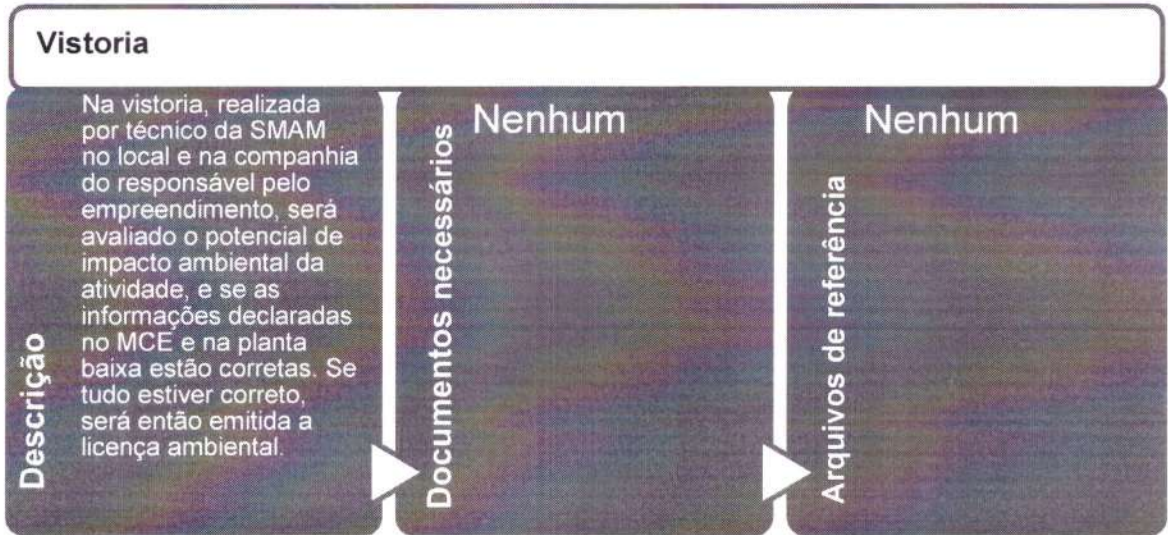 Vistoria
Descrição
Na vistoria, realizada
por técnico da SMAM
no local e na companhia
do responsável pelo
empreendimento, será
avaliado o potencial de
impacto ambiental da
atividade, e se as
informações declaradas
no MCE e na planta
baixa estão corretas. Se
tudo estiver correto,
será então emitida a
licença ambiental.
Documentos necessários
Nenhum
Arquivos de referência
Nenhum